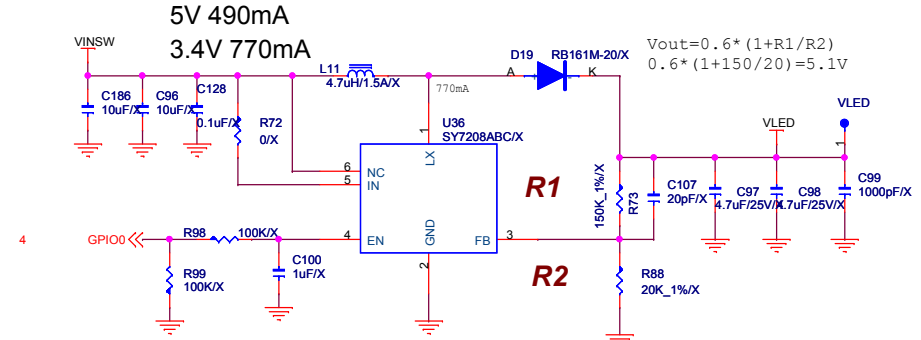 5V 490mA
3.4V 770mA
VINSW
L11
4.7uH/1.5A/X
770mA
D19
RB161M-20/X
A
K
Vout=0.6*(1+R1/R2)
0.6*(1+150/20)=5.1V
C186
10uF/X
C96
10uF/X
C128
0.1uF/X
R72
0/X
U36
SY7208ABC/X
1
LX
6
NC
5
IN
4
EN
GND
2
FB
3
R1
R2
150K_1%/X
R73
C107
20pF/X
VLED
VLED
1
C97
4.7uF/25V/X
C98
4.7uF/25V/X
C99
1000pF/X
4
GPIO0
R98
100K/X
R99
100K/X
C100
1uF/X
R88
20K_1%/X